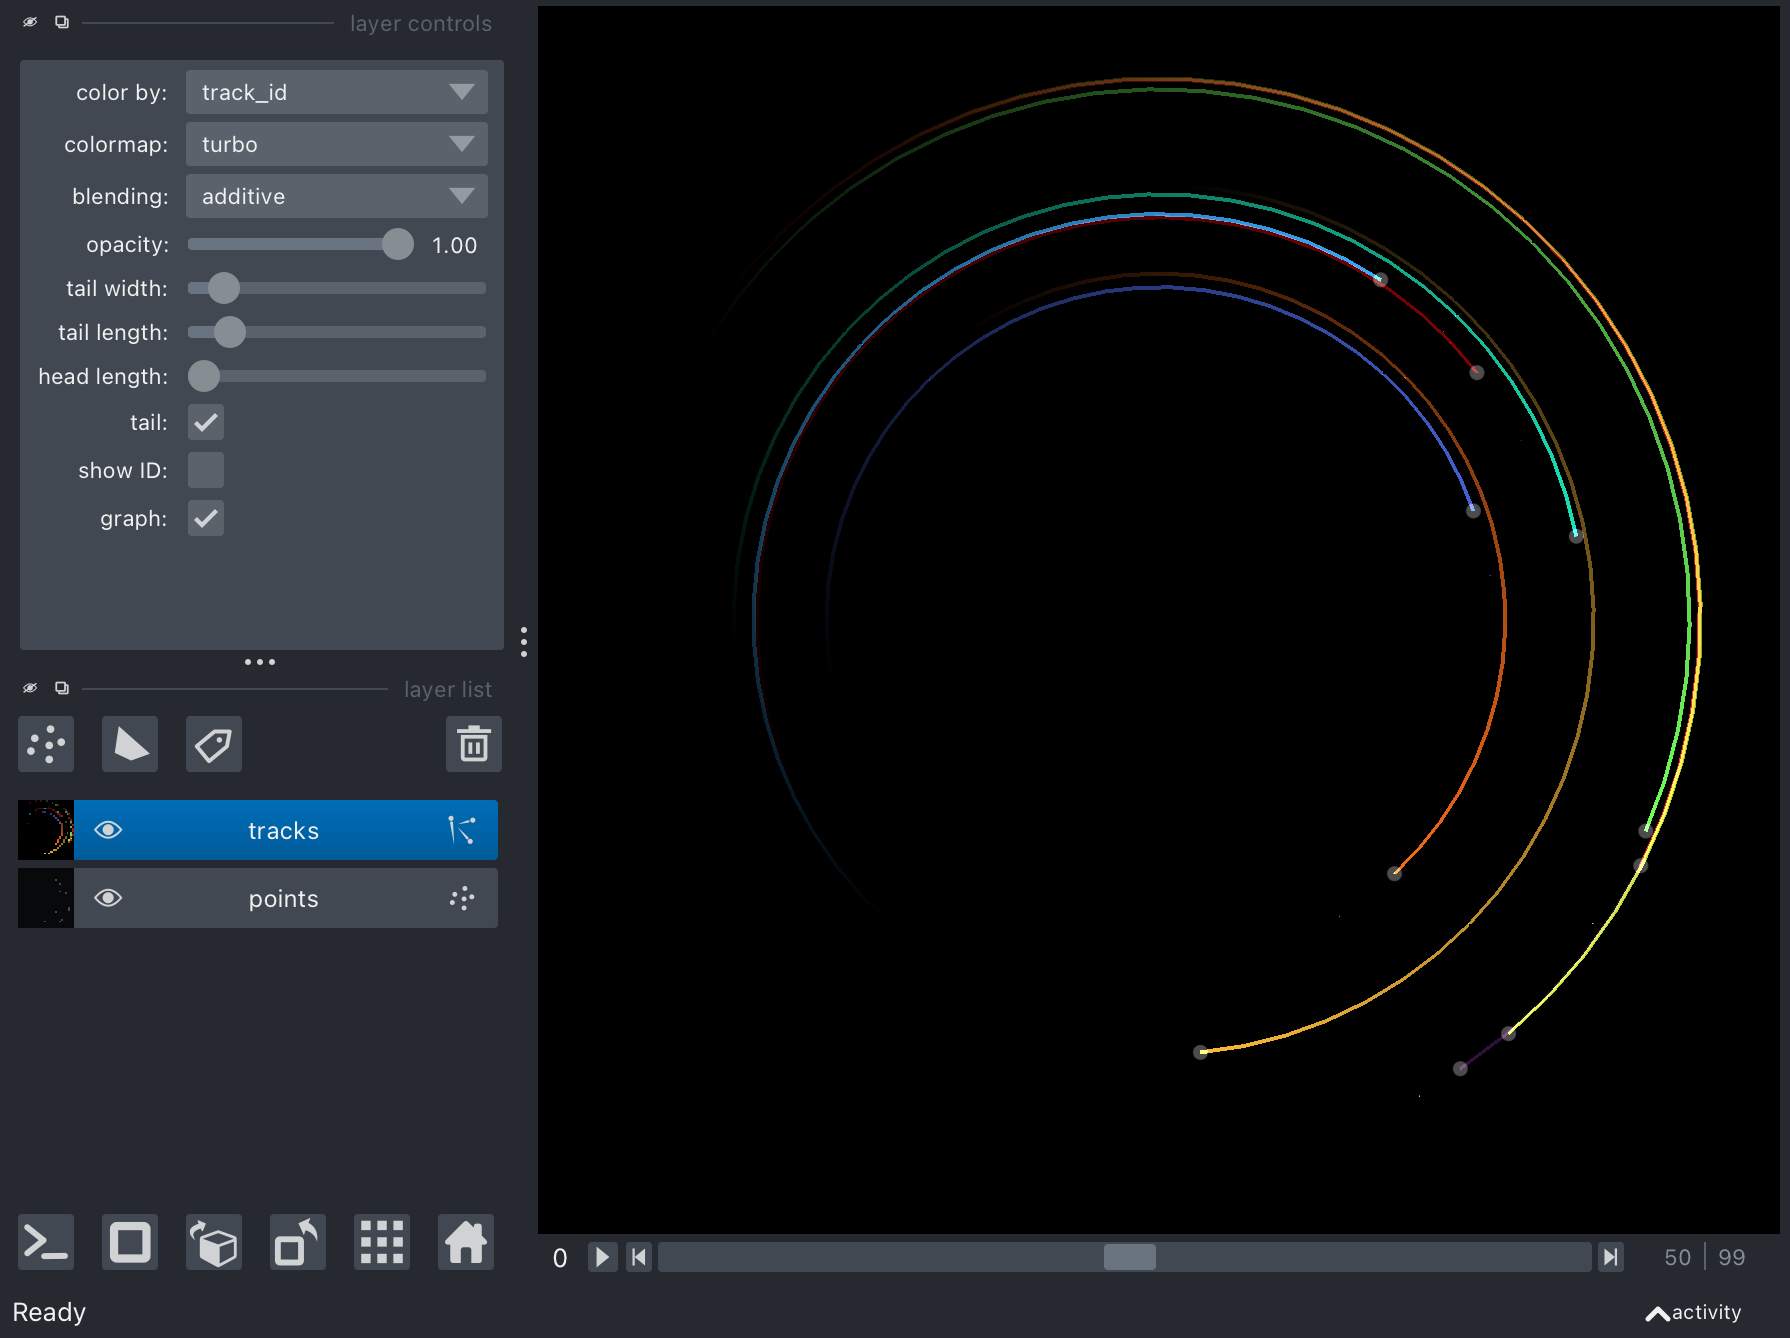 layer controls
color by: track_id
colormap: turbo
blending: additive
opacity: 1.00
tail width:
tail length:
head length:
tail:
show ID:
graph:
layer list
tracks
points
0 50 | 99
Ready activity